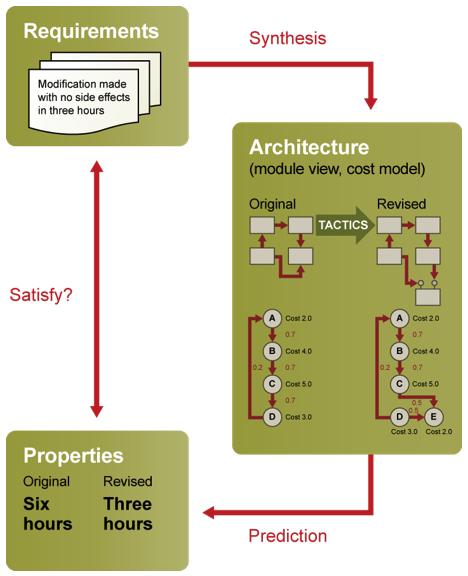 Requirements
Modification made
with no side effects
in three hours
Synthesis
Architecture
(module view, cost model)
Original
Revised
TACTICS
A Cost 2.0
0.7
B Cost 4.0
0.2
0.7
C Cost 5.0
0.7
D Cost 3.0
A Cost 2.0
0.7
B Cost 4.0
0.2
0.7
C Cost 5.0
0.5
0.5
D
E
Cost 3.0
Cost 2.0
Satisfy?
Properties
Original
Revised
Six
hours
Three
hours
Prediction